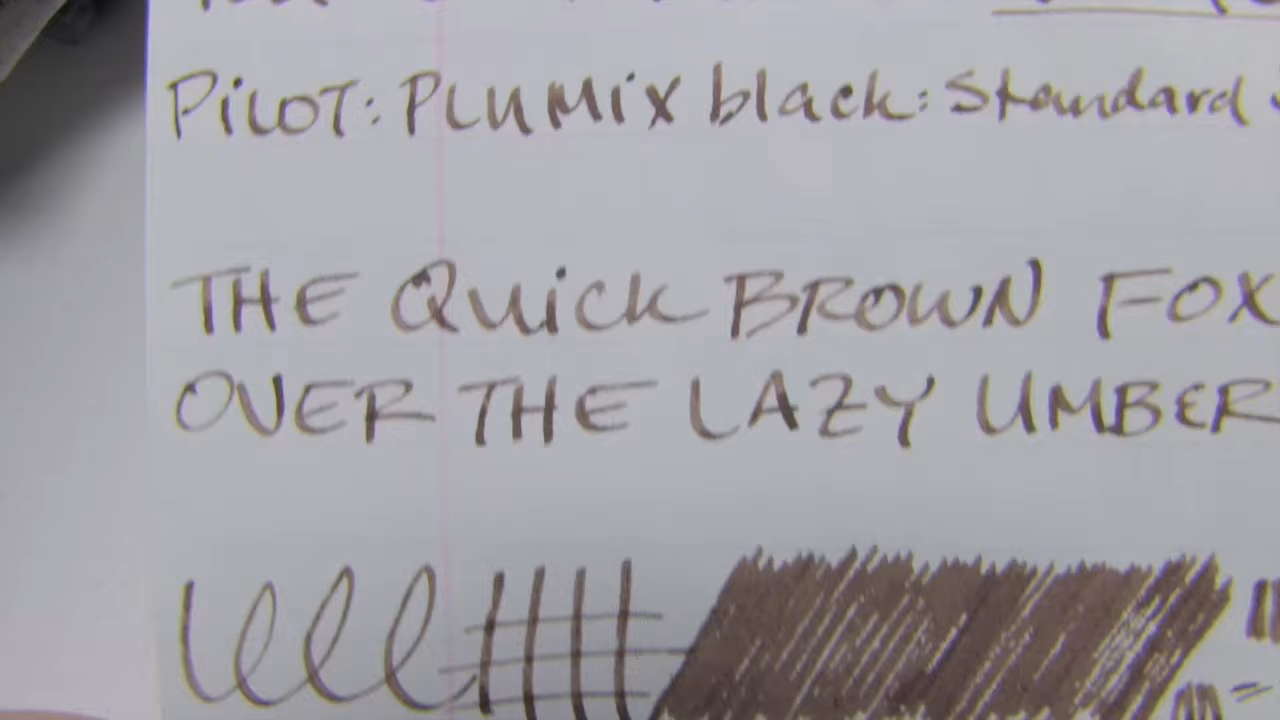 PiLOT: PLUMix black: Standard
THE QUicK BROWN FOX
OVER THE LAZY UMBER